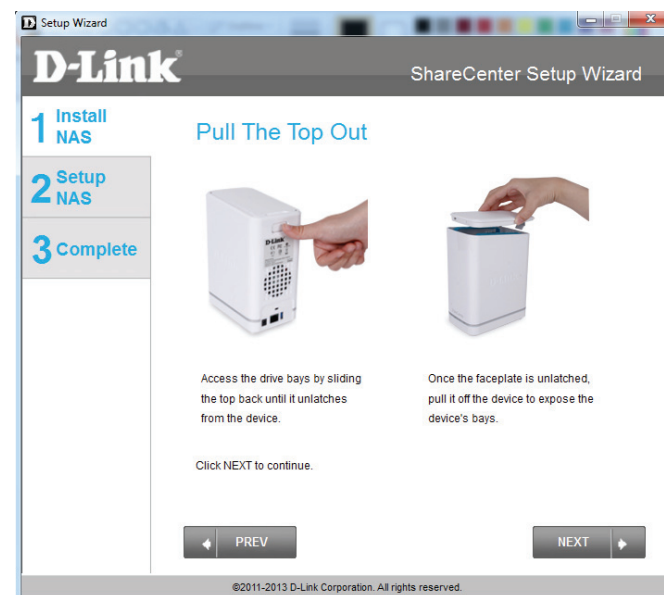 Setup Wizard
D-Link
ShareCenter Setup Wizard
1 Install
NAS
2 Setup
NAS
3 Complete
Pull The Top Out
D-Link
Access the drive bays by sliding
the top back until it unlatches
from the device.
Once the faceplate is unlatched,
pull it off the device to expose the
device's bays.
Click NEXT to continue.
PREV
NEXT
©2011-2013 D-Link Corporation. All rights reserved.